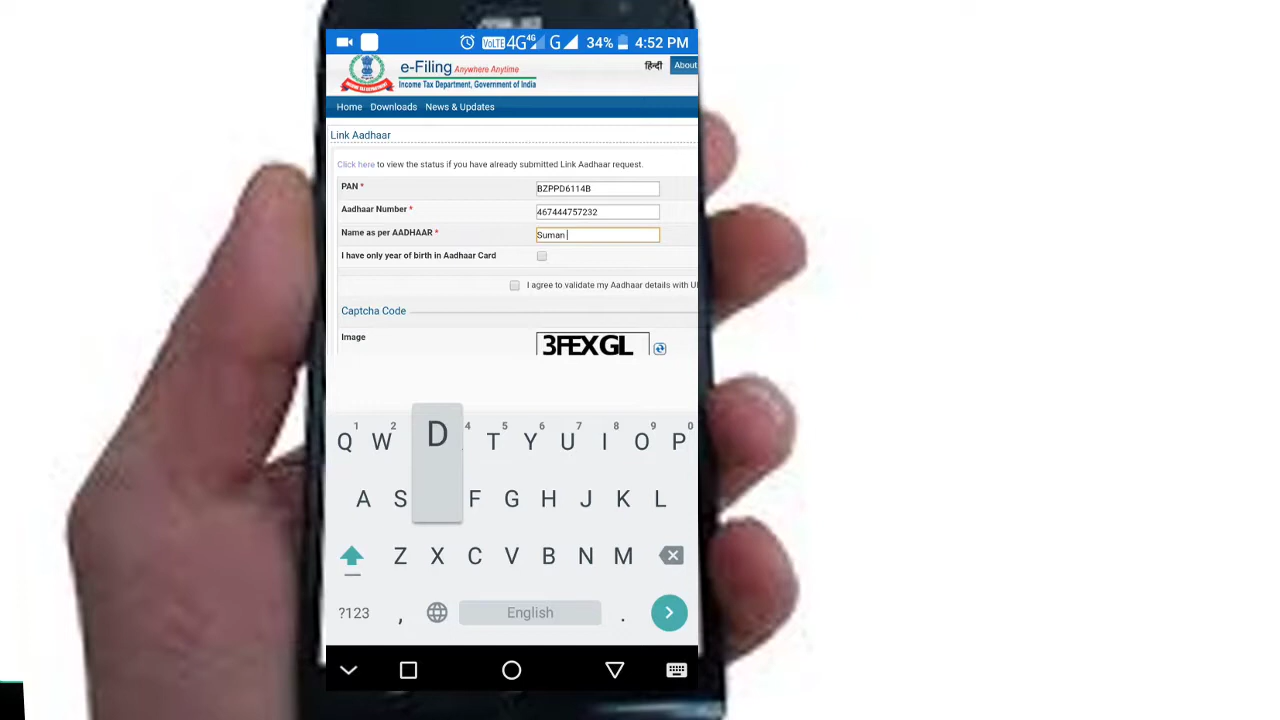 VoLTE 4G 4G G 34% 4:52 PM
e-Filing Anywhere Anytime
Income Tax Department, Government of India
हिन्दी
About
Home Downloads News & Updates
Link Aadhaar
Click here to view the status if you have already submitted Link Aadhaar request.
PAN *
BZPPD6114B
Aadhaar Number *
467444757232
Name as per AADHAAR *
Suman
I have only year of birth in Aadhaar Card
I agree to validate my Aadhaar details with UI
Captcha Code
Image
3FEXGL
1 2 4 5 6 7 8 9 0
Q W D T Y U I O P
A S F G H J K L
Z X C V B N M
?123 , English .